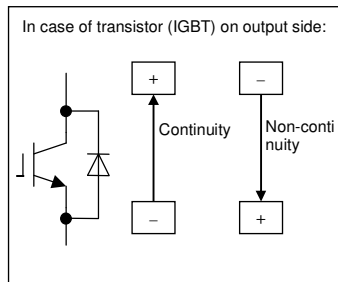 In case of transistor (IGBT) on output side:
+
−
Continuity
Non-conti
nuity
−
+